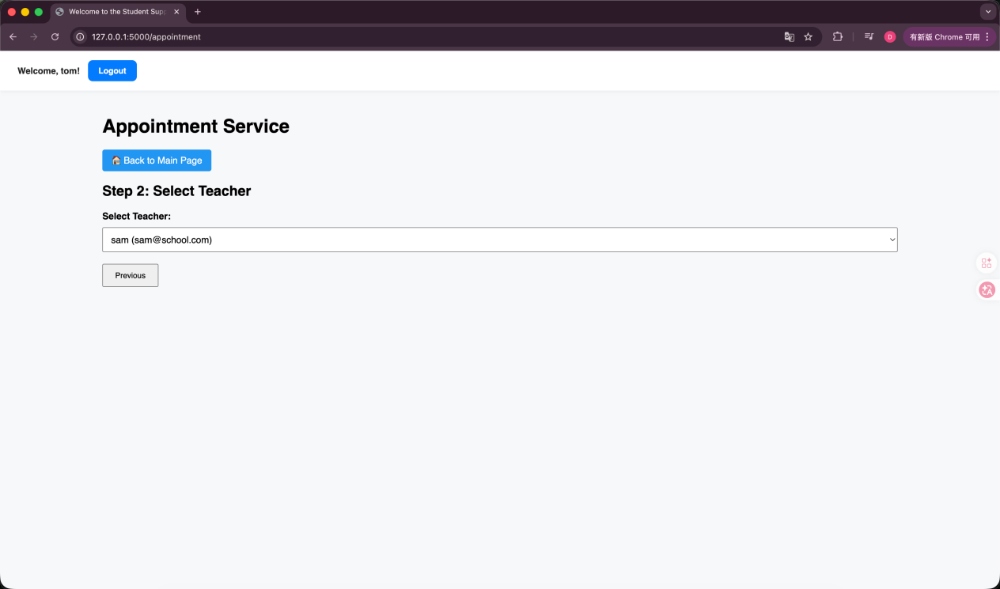 Welcome to the Student Supp
127.0.0.1:5000/appointment
D
有新版 Chrome 可用
Welcome, tom!
Logout
Appointment Service
🏠 Back to Main Page
Step 2: Select Teacher
Select Teacher:
sam (sam@school.com)
Previous